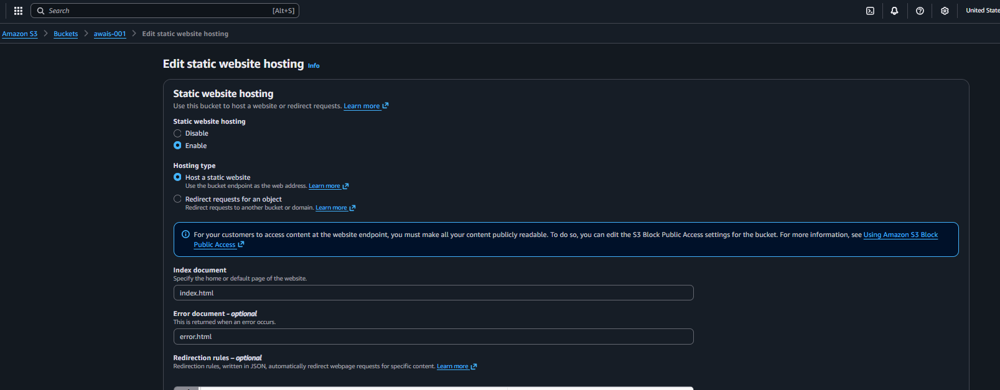 Search [Alt+S]
United State
Amazon S3 > Buckets > awais-001 > Edit static website hosting
Edit static website hosting Info
Static website hosting
Use this bucket to host a website or redirect requests. Learn more
Static website hosting
Disable
Enable
Hosting type
Host a static website
Use the bucket endpoint as the web address. Learn more
Redirect requests for an object
Redirect requests to another bucket or domain. Learn more
For your customers to access content at the website endpoint, you must make all your content publicly readable. To do so, you can edit the S3 Block Public Access settings for the bucket. For more information, see Using Amazon S3 Block
Public Access
Index document
Specify the home or default page of the website.
index.html
Error document - optional
This is returned when an error occurs.
error.html
Redirection rules – optional
Redirection rules, written in JSON, automatically redirect webpage requests for specific content. Learn more